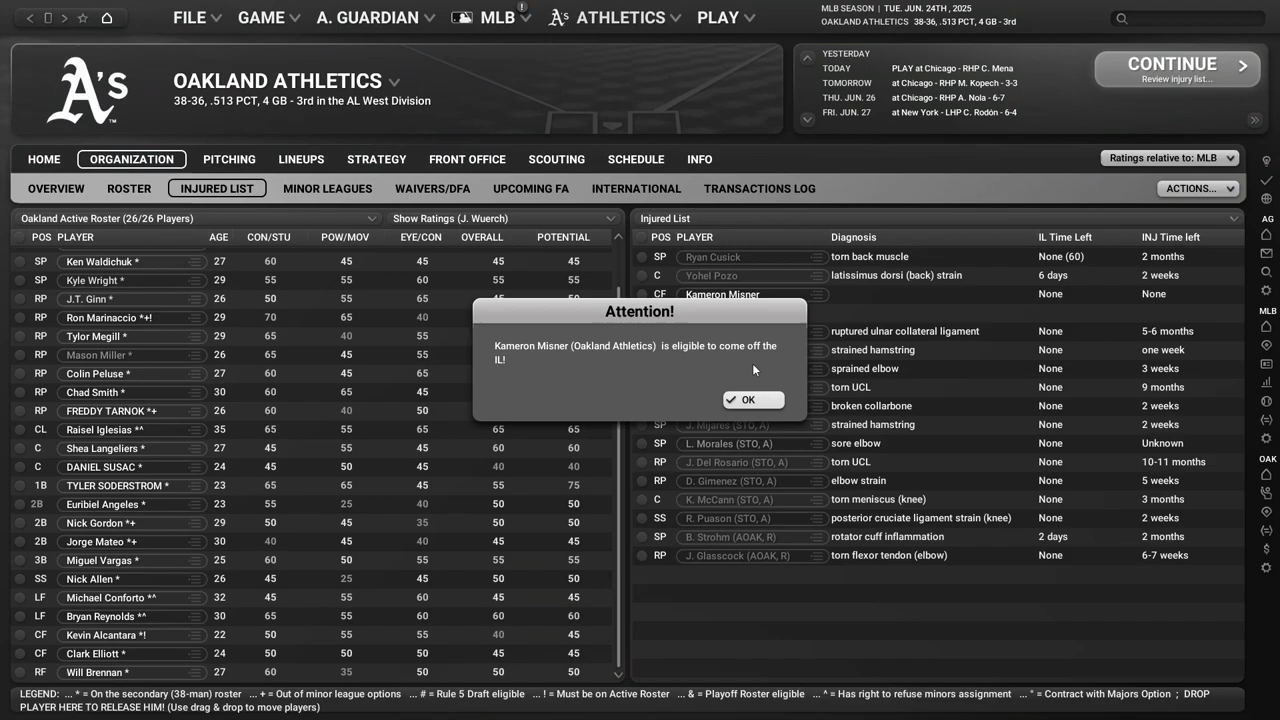 FILE GAME A. GUARDIAN MLB ! A's ATHLETICS PLAY
MLB SEASON | TUE. JUN. 24TH , 2025
OAKLAND ATHLETICS 38-36, .513 PCT, 4 GB - 3rd
A's
OAKLAND ATHLETICS
38-36, .513 PCT, 4 GB - 3rd in the AL West Division
YESTERDAY
TODAY PLAY at Chicago - RHP C. Mena
TOMORROW at Chicago - RHP M. Kopech - 3-3
THU. JUN. 26 at Chicago - RHP A. Nola - 6-7
FRI. JUN. 27 at New York - LHP C. Rodón - 6-4
CONTINUE
Review injury list...
HOME ORGANIZATION PITCHING LINEUPS STRATEGY FRONT OFFICE SCOUTING SCHEDULE INFO
Ratings relative to: MLB
OVERVIEW ROSTER INJURED LIST MINOR LEAGUES WAIVERS/DFA UPCOMING FA INTERNATIONAL TRANSACTIONS LOG
ACTIONS...
Oakland Active Roster (26/26 Players) Show Ratings (J. Wuerch)
POS PLAYER AGE CON/STU POW/MOV EYE/CON OVERALL POTENTIAL
SP Ken Waldichuk * 27 60 45 45 45 45
SP Kyle Wright * 29 55 55 45 45 45
RP J.T. Ginn * 26 50 55 65
RP Ron Marinaccio *+! 29 70 65 40
RP Tylor Megill * 29 65 40 55
RP Mason Miller * 26 65 45 55
RP Colin Peluse * 27 65 45 45
RP Chad Smith * 30 60 65 45
RP FREDDY TARNOK *+ 26 60 40 50
CL Raisel Iglesias *^ 35 65 55 65 65 65
C Shea Langeliers * 27 45 55 45 60 60
C DANIEL SUSAC * 24 45 50 45 40 40
1B TYLER SODERSTROM * 23 65 65 45 65 75
2B Euribiel Angeles * 23 55 25 40 50 50
2B Nick Gordon *+ 29 50 45 35 50 50
2B Jorge Mateo *+ 30 40 45 40 50 50
3B Miguel Vargas * 25 60 50 55 55 55
SS Nick Allen * 26 45 25 45 50 50
LF Michael Conforto *^ 32 45 55 60 45 45
LF Bryan Reynolds *^ 30 65 55 60 60 60
CF Kevin Alcantara *! 22 50 55 55 40 45
CF Clark Elliott * 24 50 50 50 45 45
RF Will Brennan * 27 60 35 50 50 50
Injured List
POS PLAYER Diagnosis IL Time Left INJ Time left
SP Ryan Cusick torn back muscle None (60) 2 months
C Yohel Pozo latissimus dorsi (back) strain 6 days 2 weeks
CF Kameron Misner None None
ruptured ulnar collateral ligament None 5-6 months
strained hamstring None one week
sprained elbow None 3 weeks
torn UCL None 9 months
broken collarbone None 2 weeks
SP J. Mijares (STO, A) strained hamstring None 2 weeks
SP L. Morales (STO, A) sore elbow None Unknown
RP J. Del Rosario (STO, A) torn UCL None 10-11 months
RP D. Gimenez (STO, A) elbow strain None 5 weeks
C K. McCann (STO, A) torn meniscus (knee) None 3 months
SS R. Puason (STO, A) posterior cruciate ligament strain (knee) None 2 weeks
SP B. Strohm (AOAK, R) rotator cuff inflammation 2 days 2 months
RP J. Glasscock (AOAK, R) torn flexor tendon (elbow) None 6-7 weeks
Attention!
Kameron Misner (Oakland Athletics) is eligible to come off the
IL!
OK
AG
MLB
OAK
LEGEND: ... * = On the secondary (38-man) roster ... + = Out of minor league options ... # = Rule 5 Draft eligible ... ! = Must be on Active Roster ... & = Playoff Roster eligible ... ^ = Has right to refuse minors assignment ... ° = Contract with Majors Option ; DROP
PLAYER HERE TO RELEASE HIM! (Use drag & drop to move players)